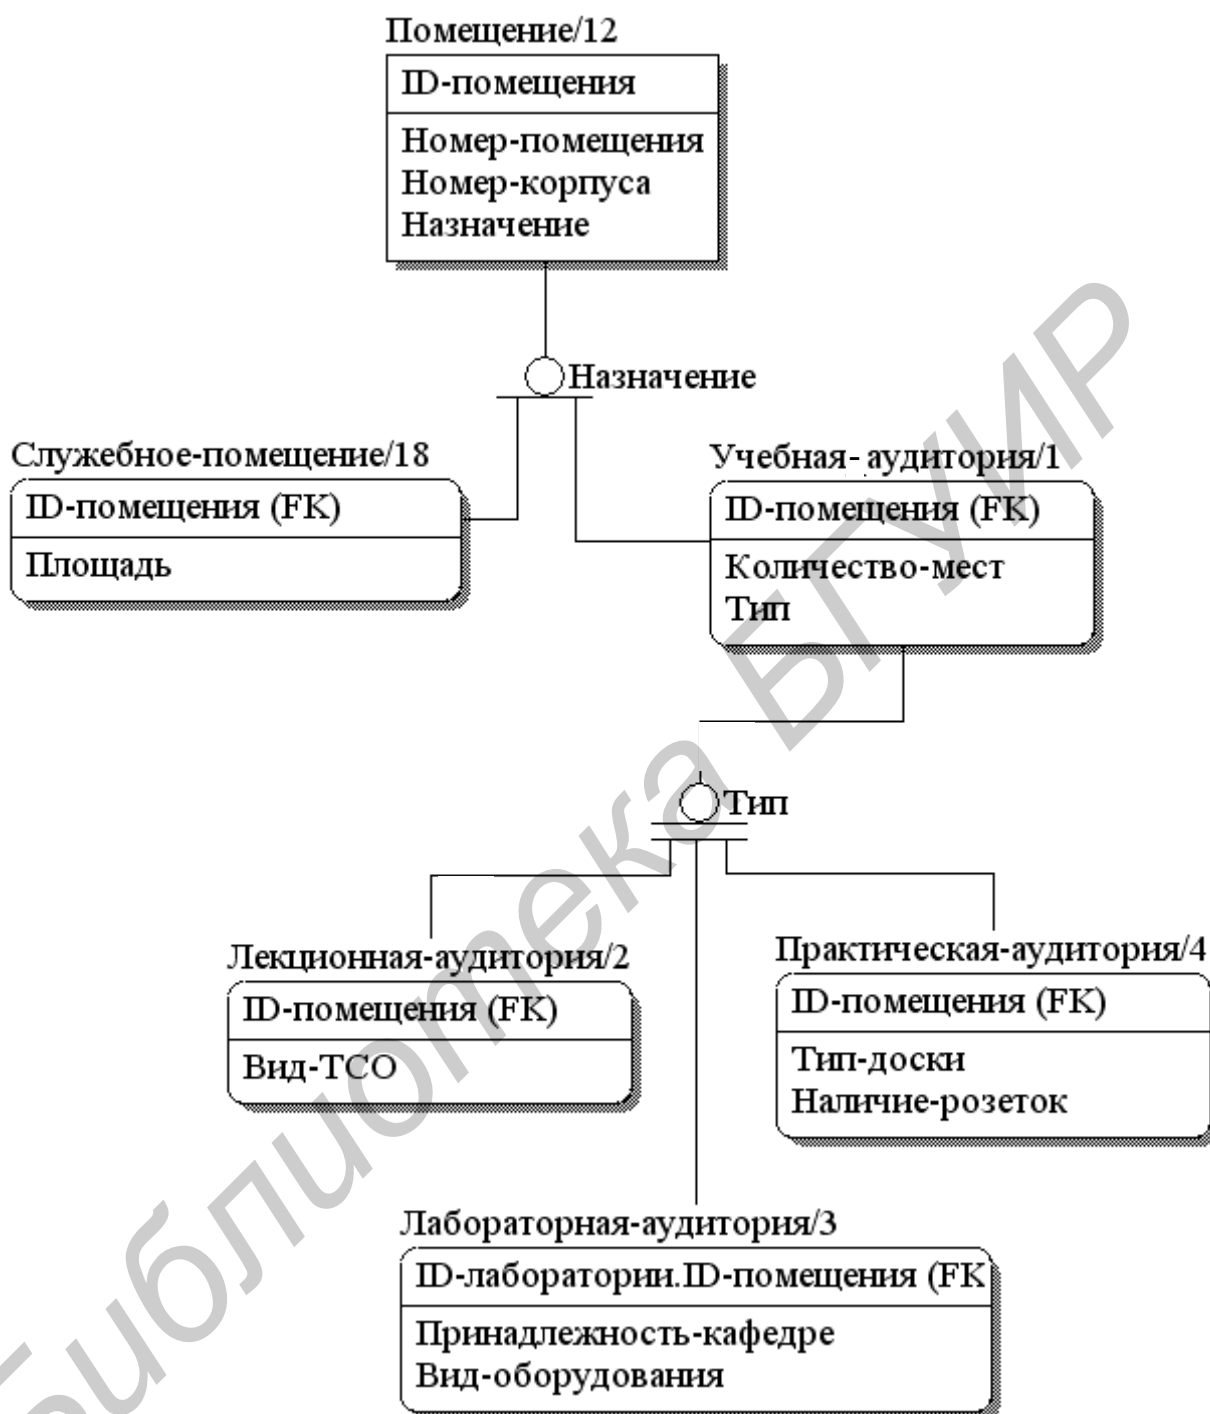 Помещение/12
ID-помещения
Номер-помещения
Номер-корпуса
Назначение
Назначение
Служебное-помещение/18
ID-помещения (FK)
Площадь
Учебная- аудитория/1
ID-помещения (FK)
Количество-мест
Тип
Тип
Лекционная-аудитория/2
ID-помещения (FK)
Вид-ТСО
Практическая-аудитория/4
ID-помещения (FK)
Тип-доски
Наличие-розеток
Лабораторная-аудитория/3
ID-лаборатории.ID-помещения (FK
Принадлежность-кафедре
Вид-оборудования
Библиотека БГУИР